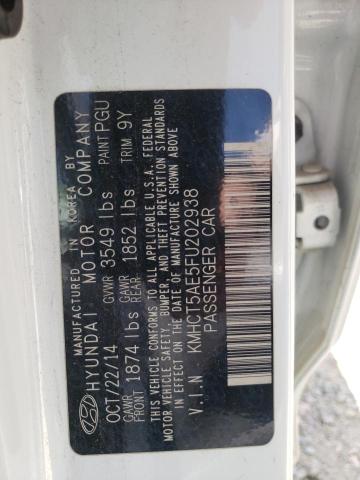 MANUFACTURED IN KOREA BY
HYUNDAI MOTOR COMPANY
OCT/22/14 GVWR 3549 lbs PAINT PGU
GAWR FRONT 1874 lbs GAWR REAR 1852 lbs TRIM 9Y
THIS VEHICLE CONFORMS TO ALL APPLICABLE U.S.A. FEDERAL
MOTOR VEHICLE SAFETY, BUMPER, AND THEFT PREVENTION
STANDARDS IN EFFECT ON THE DATE OF MANUFACTURE SHOWN ABOVE
V.I.N KMHCT5AE5FU202938
PASSENGER CAR